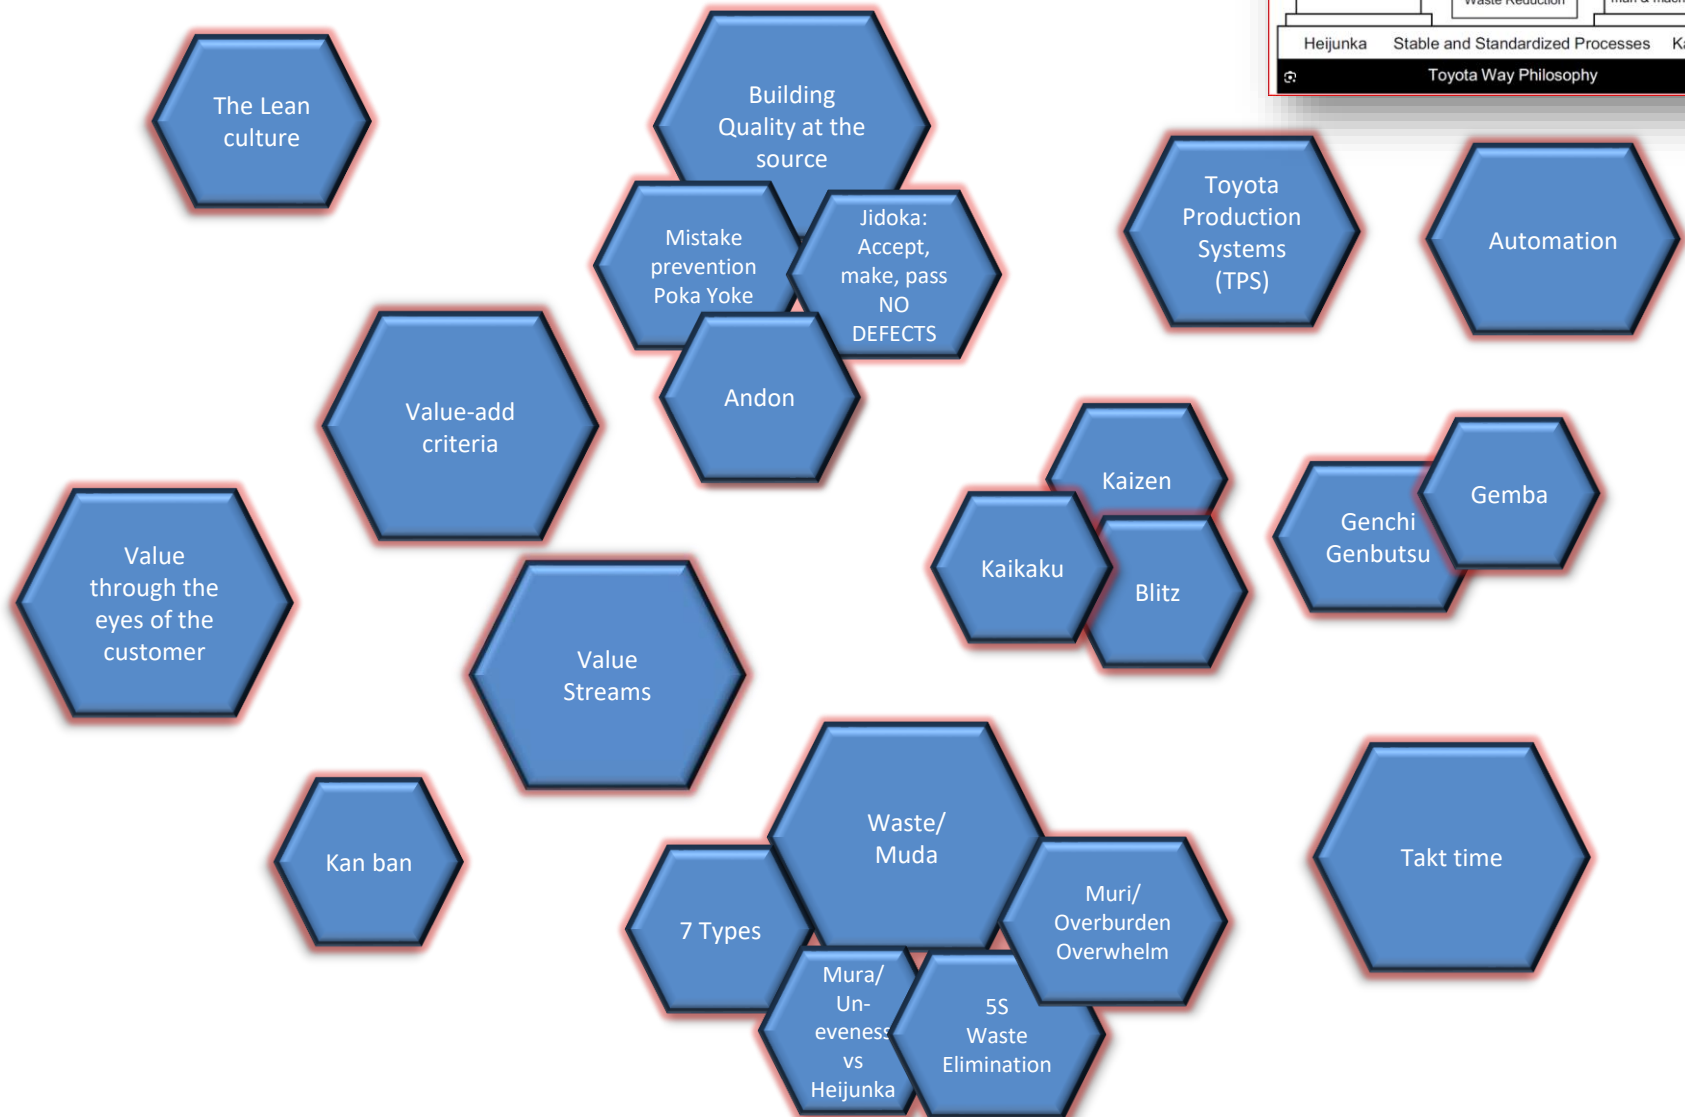 Waste Reduction
Heijunka Stable and Standardized Processes
Toyota Way Philosophy
The Lean
culture
Building
Quality at the
source
Mistake
prevention
Poka Yoke
Jidoka:
Accept,
make, pass
NO
DEFECTS
Andon
Toyota
Production
Systems
(TPS)
Automation
Value-add
criteria
Kaizen
Kaikaku
Blitz
Genchi
Genbutsu
Gemba
Value
through the
eyes of the
customer
Value
Streams
Kan ban
Waste/
Muda
7 Types
Mura/
Un-
eveness
vs
Heijunka
5S
Waste
Elimination
Muri/
Overburden
Overwhelm
Takt time